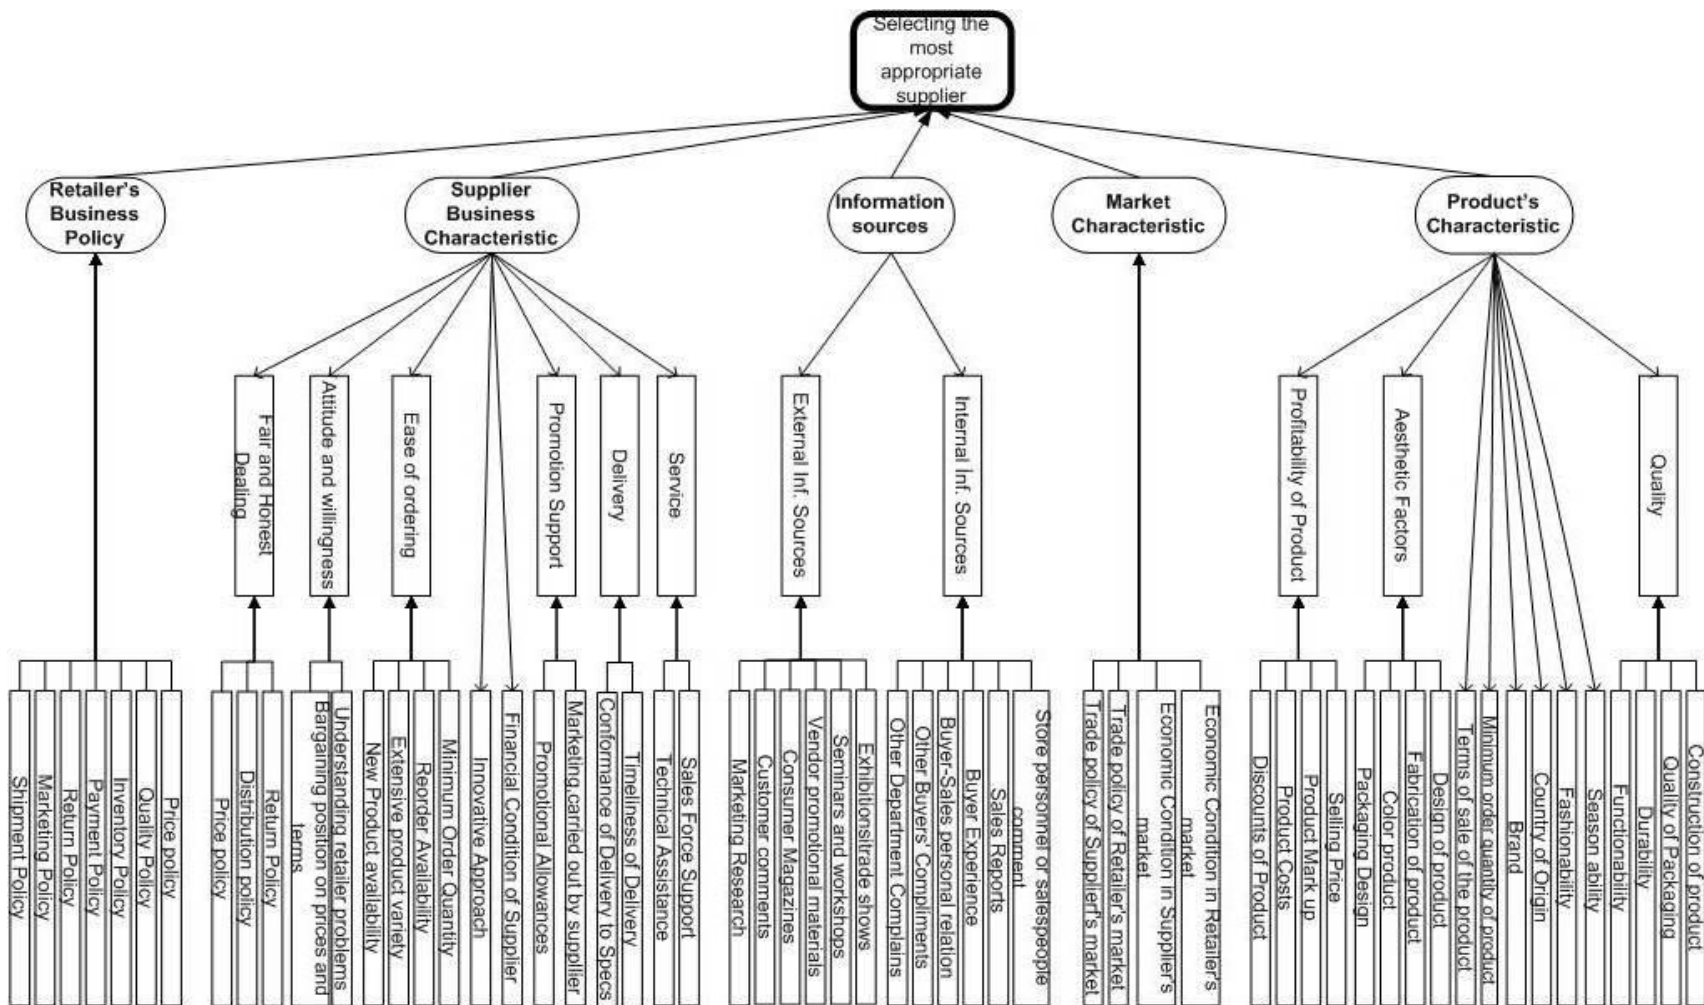 Selecting the
most
appropriate
supplier
Retailer's
Business
Policy
Supplier
Business
Characteristic
Information
sources
Market
Characteristic
Product's
Characteristic
Fair and Honest
Dealing
Attitude and willingness
Ease of ordering
Promotion Support
Delivery
Service
External Inf. Sources
Internal İnf. Sources
Profitability of Product
Aesthetic Factors
Quality
Shipment Policy
Marketing Policy
Return Policy
Payment Policy
Inventory Policy
Quality Policy
Price policy
Price policy
Distribution policy
Return Policy
Bargaining position on prices and
terms
Understanding retailer problems
New Product availability
Extensive product variety
Reorder Availability
Minimum Order Quantity
Innovative Approach
Financial Condition of Supplier
Promotional Allowances
Marketing carried out by suppllier
Conformance of Delivery to Specs
Timeliness of Delivery
Technical Assistance
Sales Force Support
Marketing Research
Customer comments
Consumer Magazines
Vendor promotional materials
Seminars and workshops
Exhibitionsitrade shows
Other Department Complains
Other Buyers' Compliments
Buyer-Sales personal relation
Buyer Experience
Sales Reports
Store personnel or salespeople
comment
Trade policy of Supplier's market
Trade policy of Retailer's market
Economic Condition in Supplier's
market
Economic Condition in Retailer's
market
Discounts of Product
Product Costs
Product Mark up
Selling Price
Packaging Design
Color product
Fabrication of product
Design of product
Terms of sale of the product
Minimum order quantity of product
Brand
Country of Origin
Fashionability
Season ability
Functionability
Durability
Quality of Packaging
Construction of product